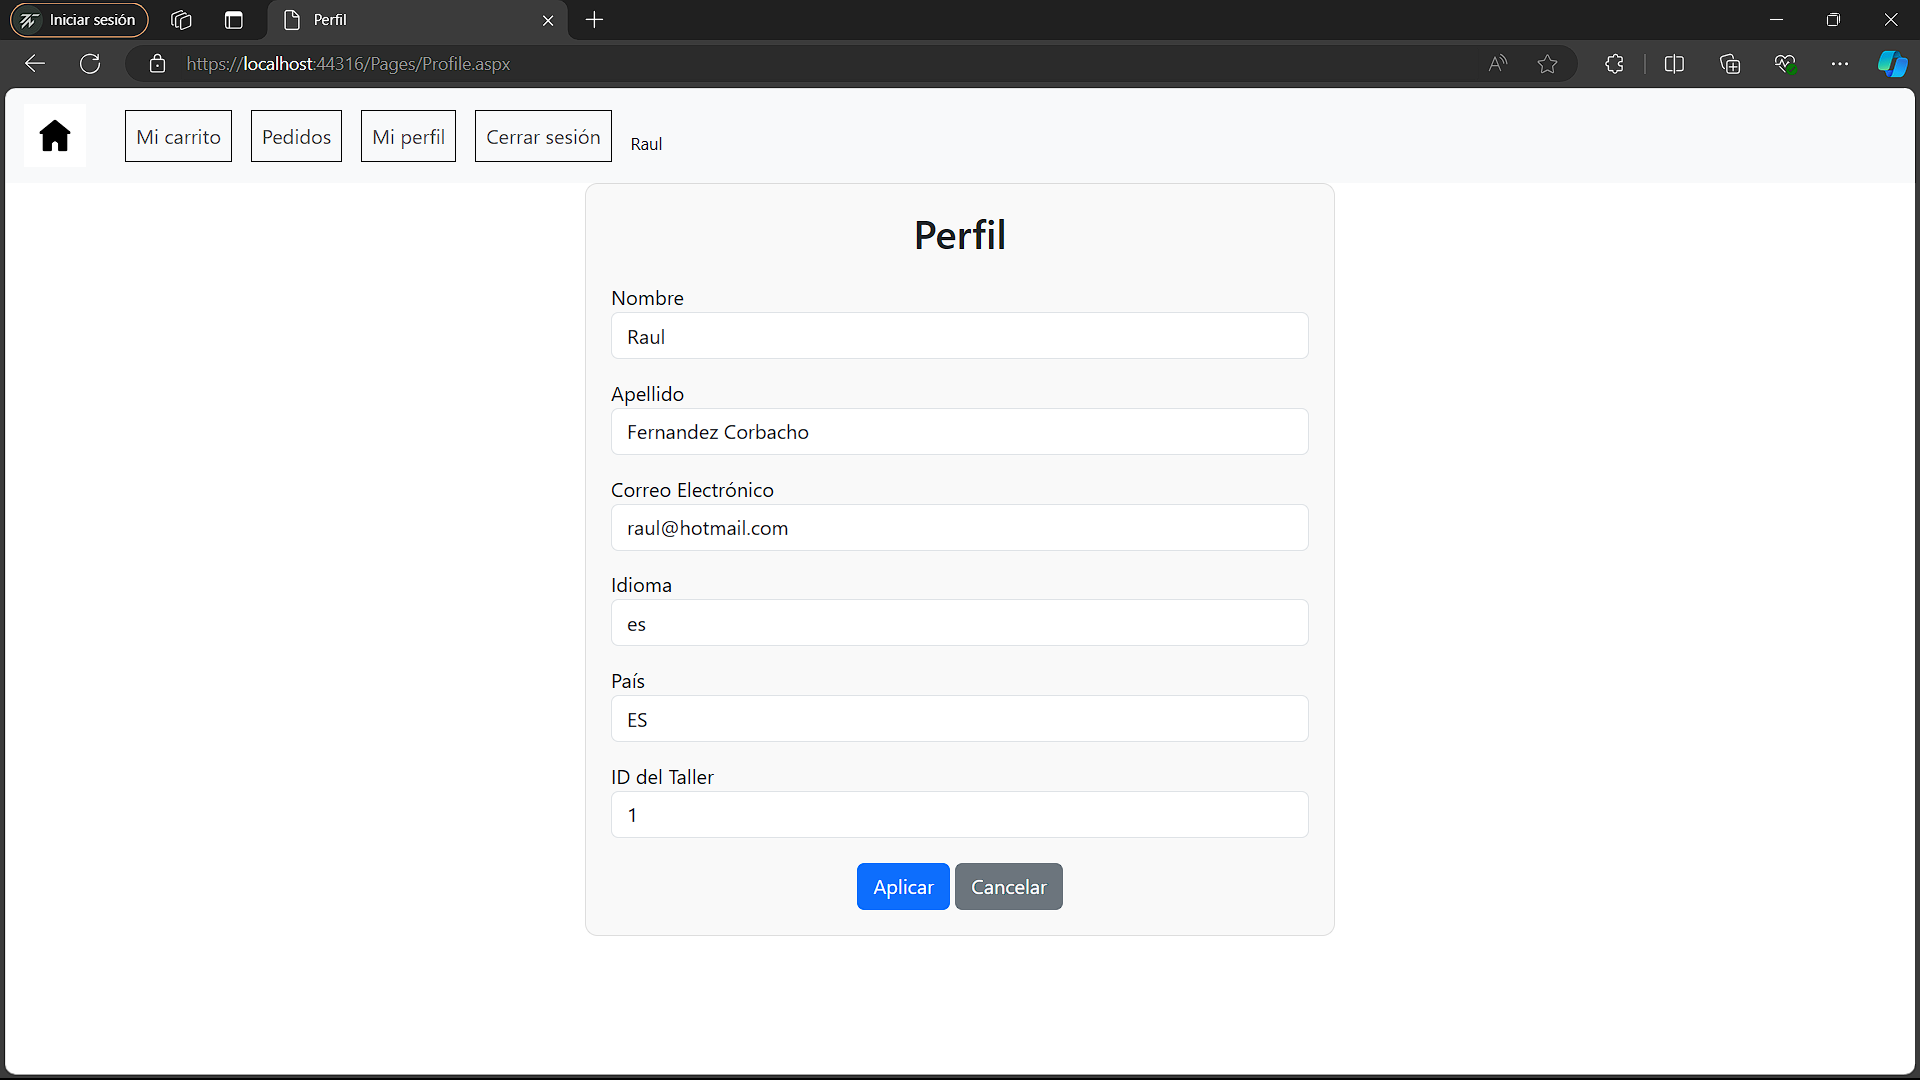 Iniciar sesión
Perfil
https://localhost:44316/Pages/Profile.aspx
Mi carrito
Pedidos
Mi perfil
Cerrar sesión
Raul
Perfil
Nombre
Raul
Apellido
Fernandez Corbacho
Correo Electrónico
raul@hotmail.com
Idioma
es
País
ES
ID del Taller
1
Aplicar
Cancelar